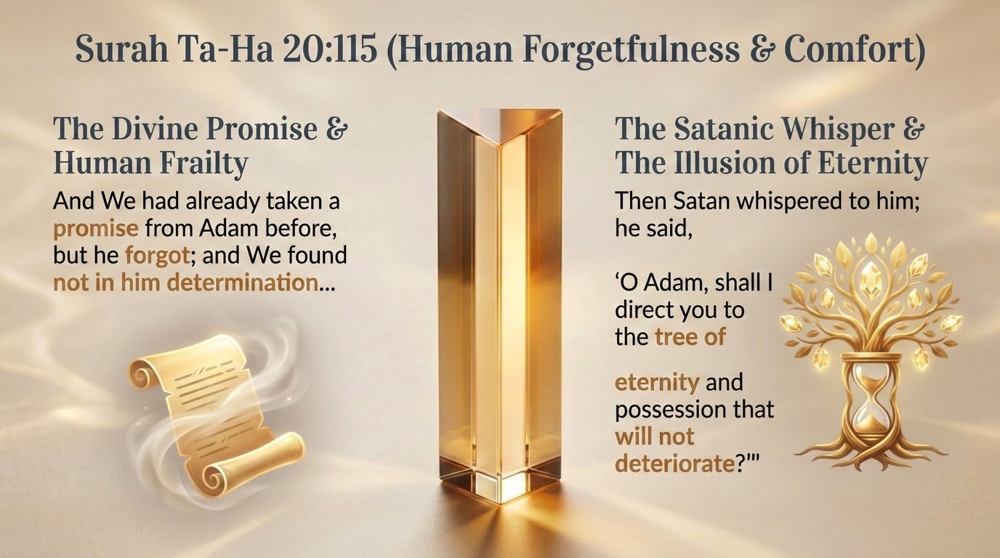 Surah Ta-Ha 20:115 (Human Forgetfulness & Comfort)
The Divine Promise &
Human Frailty
And We had already taken a
promise from Adam before,
but he forgot; and We found
not in him determination...
The Satanic Whisper &
The Illusion of Eternity
Then Satan whispered to him;
he said,
‘O Adam, shall I
direct you to
the tree of
eternity and
possession that
will not
deteriorate?’"